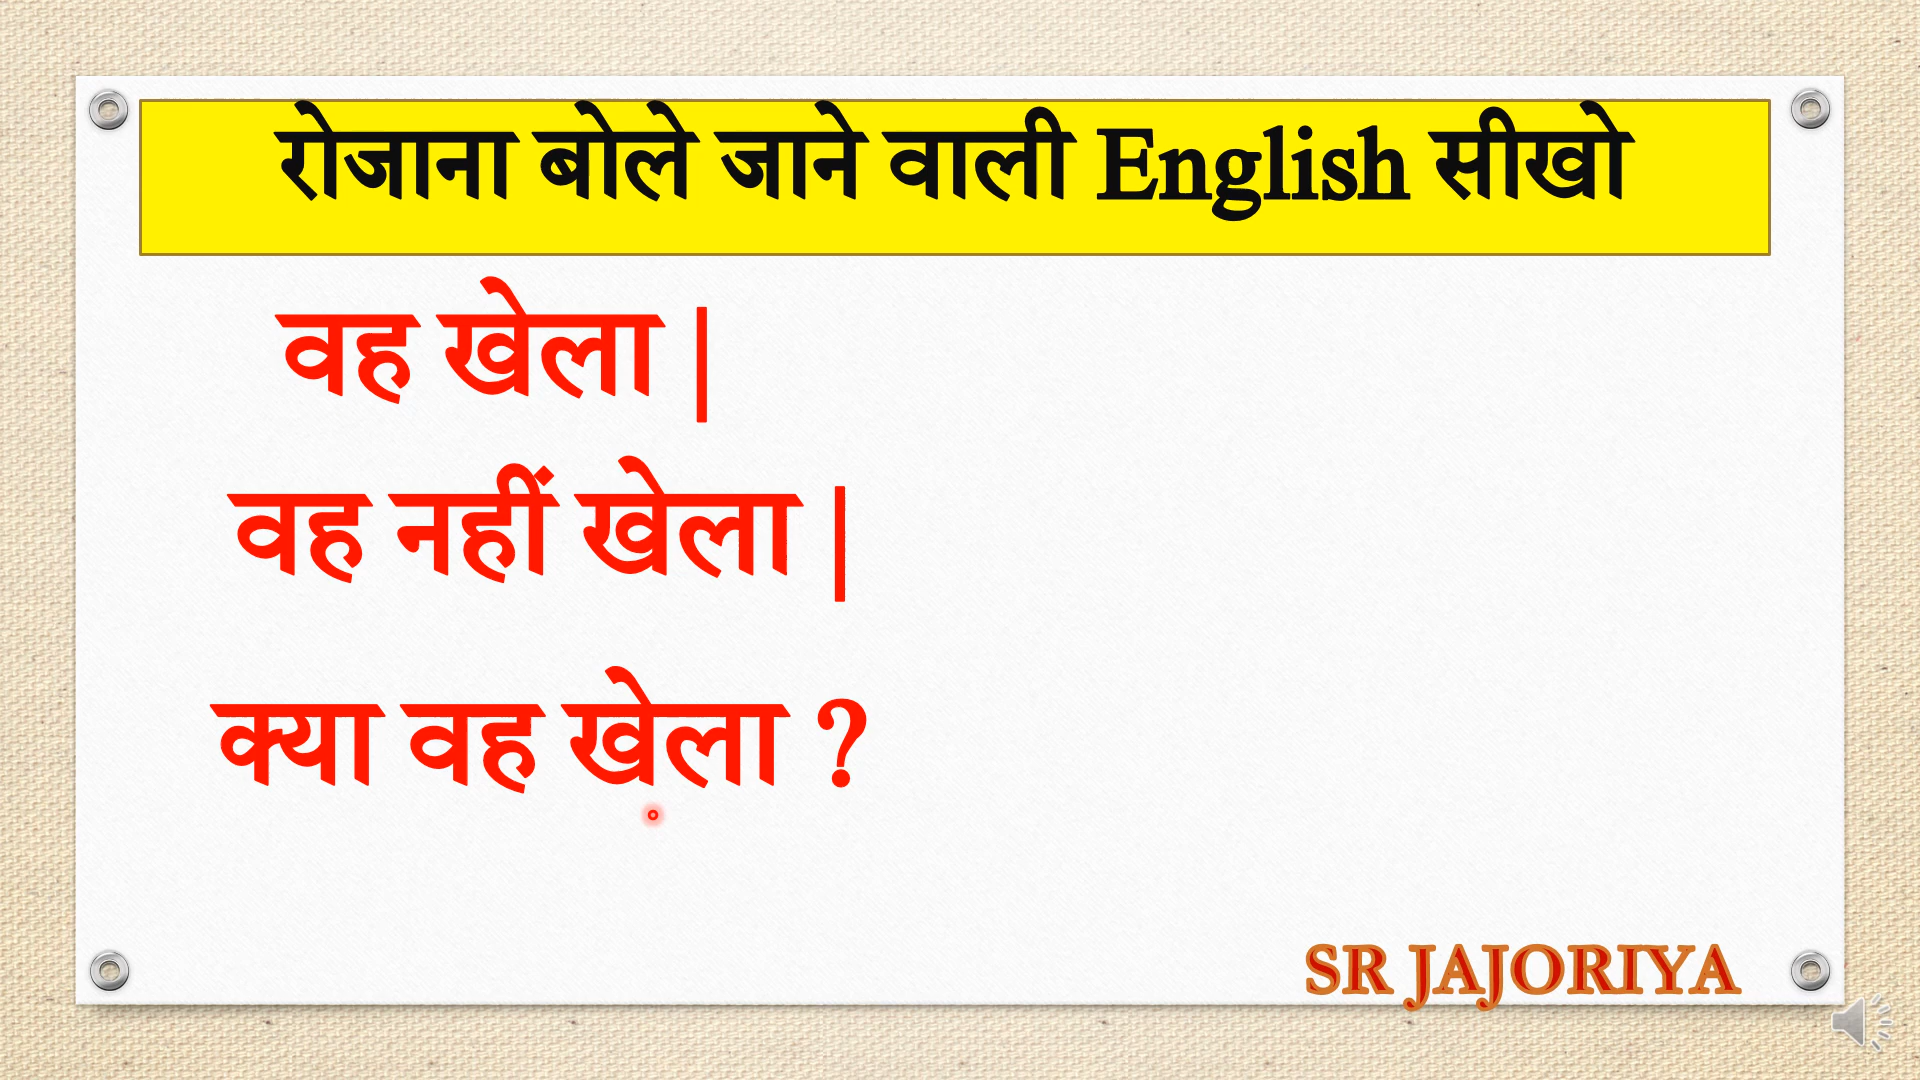 रोजाना बोले जाने वाली English सीखो
वह खेला |
वह नहीं खेला |
क्या वह खेला ?
SR JAJORIYA